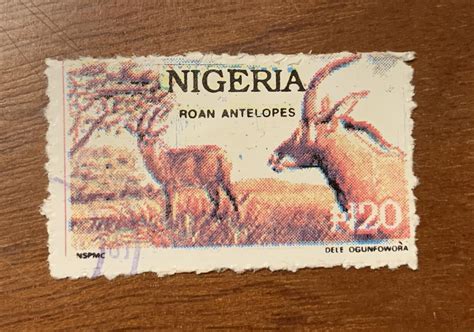 NIGERIA
ROAN ANTELOPES
₦20
NSPMC DELE OGUNFOWORA